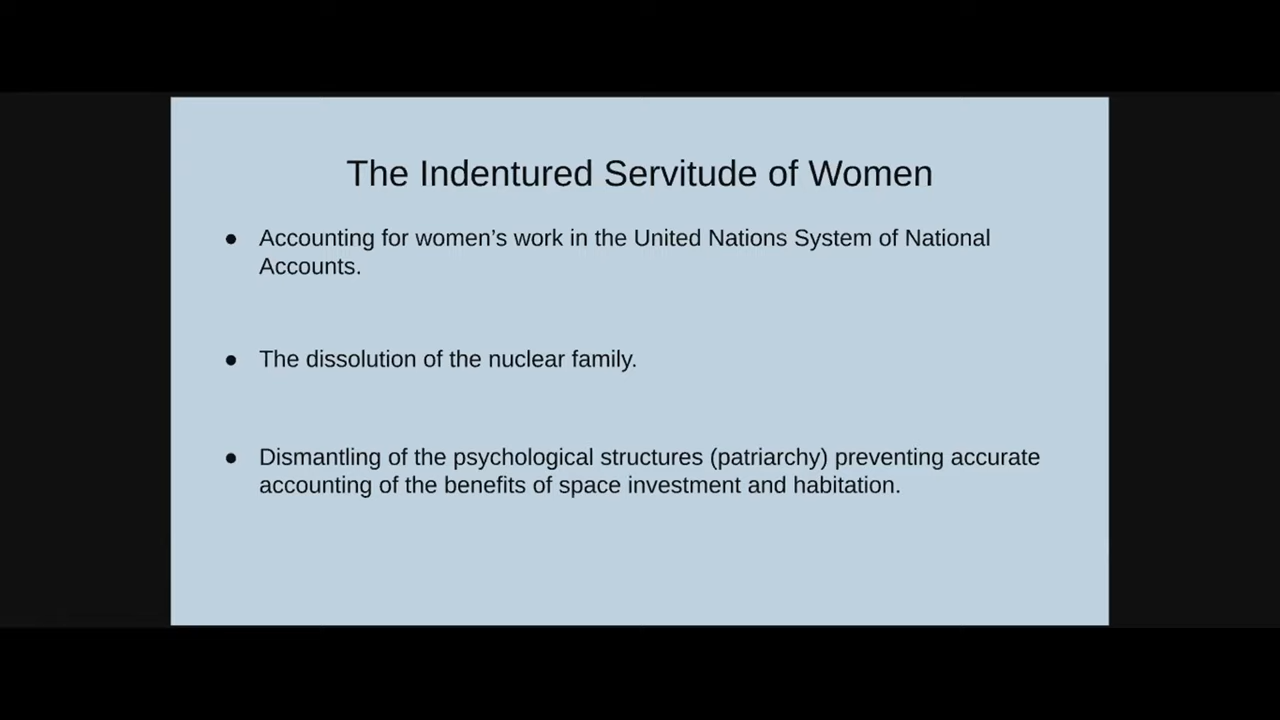 The Indentured Servitude of Women
● Accounting for women’s work in the United Nations System of National
Accounts.
● The dissolution of the nuclear family.
● Dismantling of the psychological structures (patriarchy) preventing accurate
accounting of the benefits of space investment and habitation.